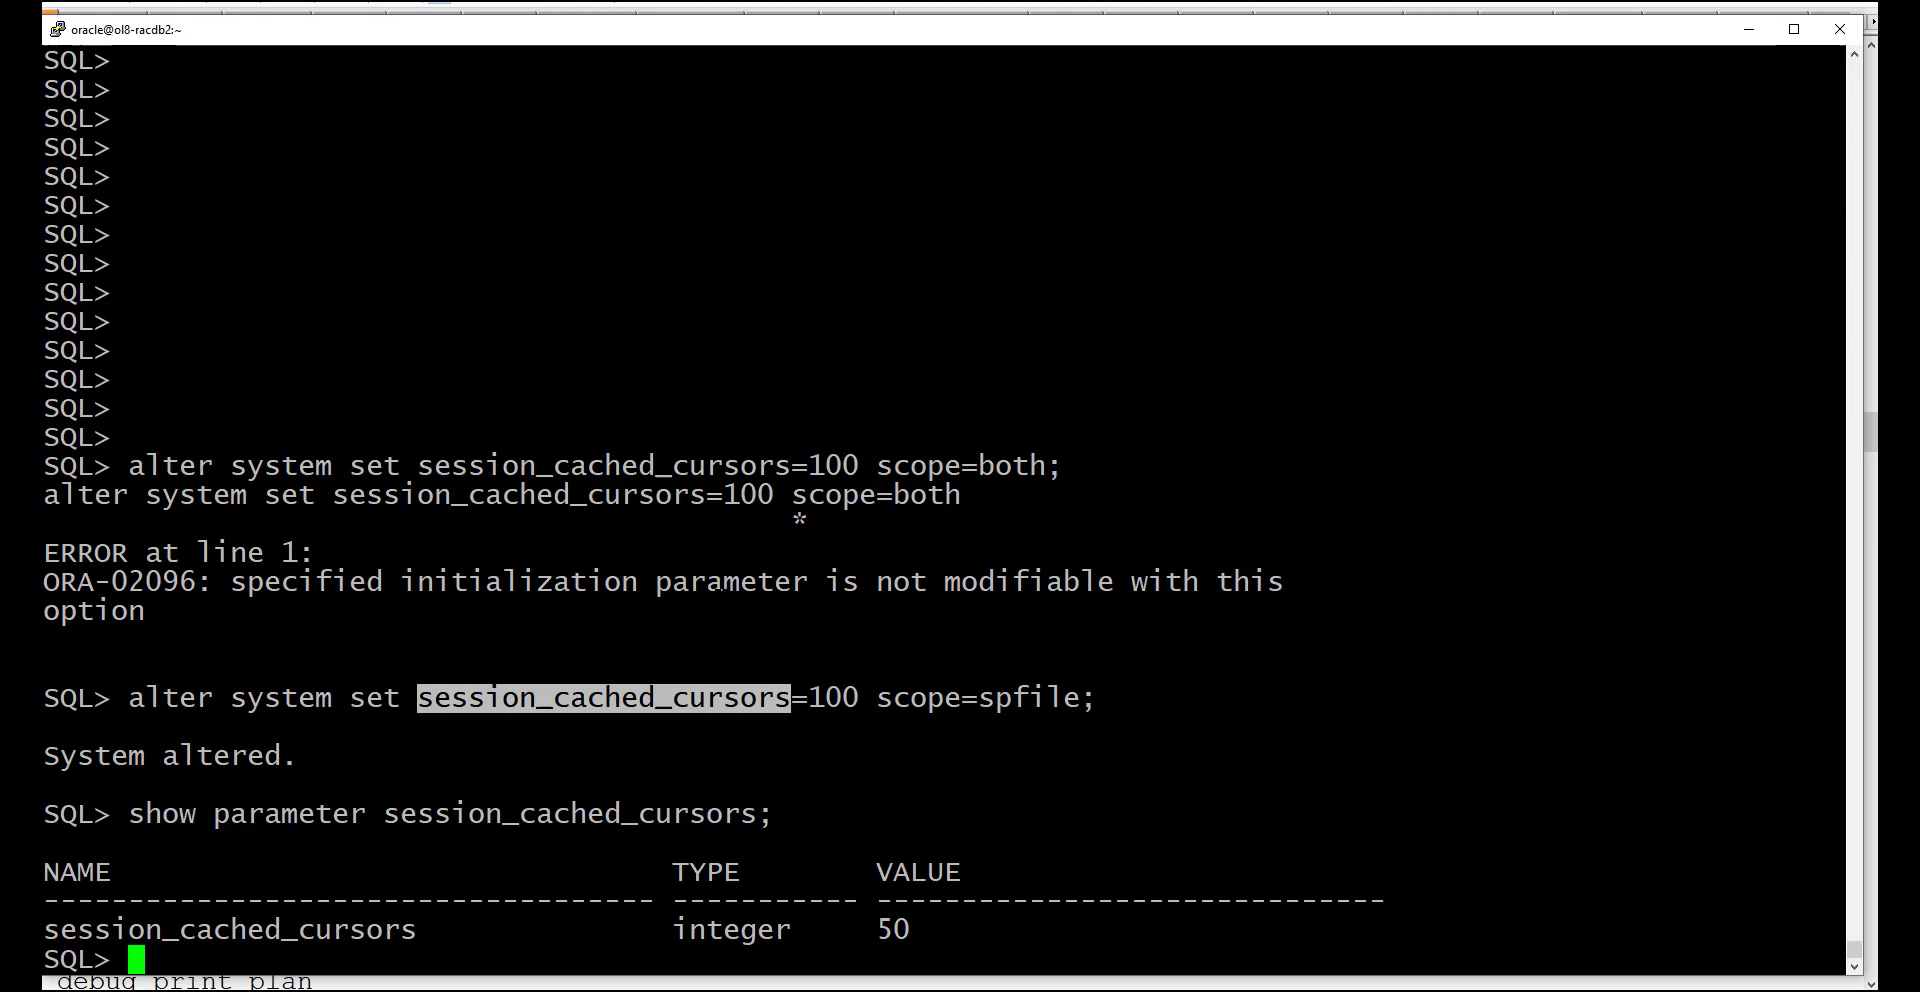 oracle@ol8-racdb2:~
SQL>
SQL>
SQL>
SQL>
SQL>
SQL>
SQL>
SQL>
SQL>
SQL>
SQL>
SQL>
SQL>
SQL>
SQL> alter system set session_cached_cursors=100 scope=both;
alter system set session_cached_cursors=100 scope=both
*
ERROR at line 1:
ORA-02096: specified initialization parameter is not modifiable with this
option
SQL> alter system set session_cached_cursors=100 scope=spfile;
System altered.
SQL> show parameter session_cached_cursors;
NAME TYPE VALUE
------------------------------------ ----------- ------------------------------
session_cached_cursors integer 50
SQL>
debug print plan